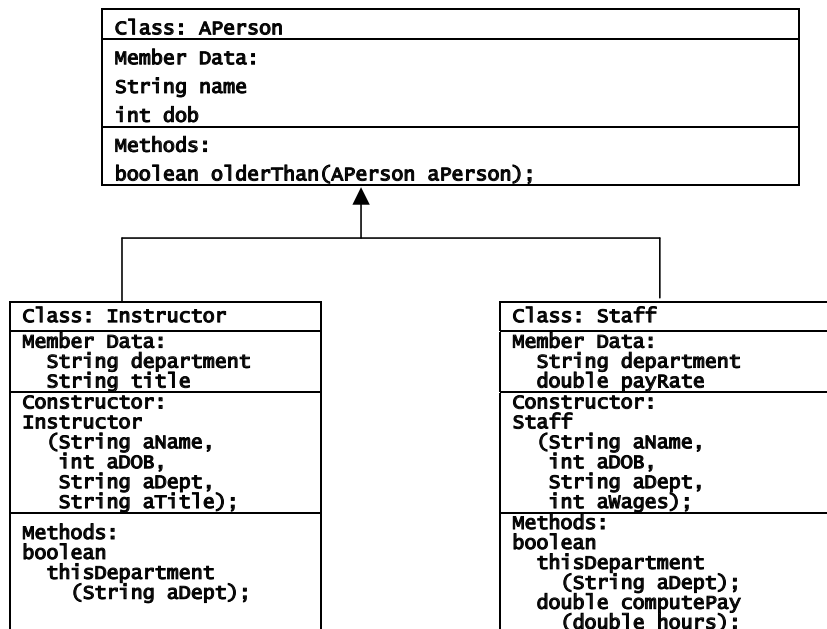 Class: APerson
Member Data:
String name
int dob
Methods:
boolean olderThan(APerson aPerson);
Class: Instructor
Member Data:
String department
String title
Constructor:
Instructor
(String aName,
int aDOB,
String aDept,
String aTitle);
Methods:
boolean
thisDepartment
(String aDept);
Class: Staff
Member Data:
String department
double payRate
Constructor:
Staff
(String aName,
int aDOB,
String aDept,
int aWages);
Methods:
boolean
thisDepartment
(String aDept);
double computePay
(double hours);